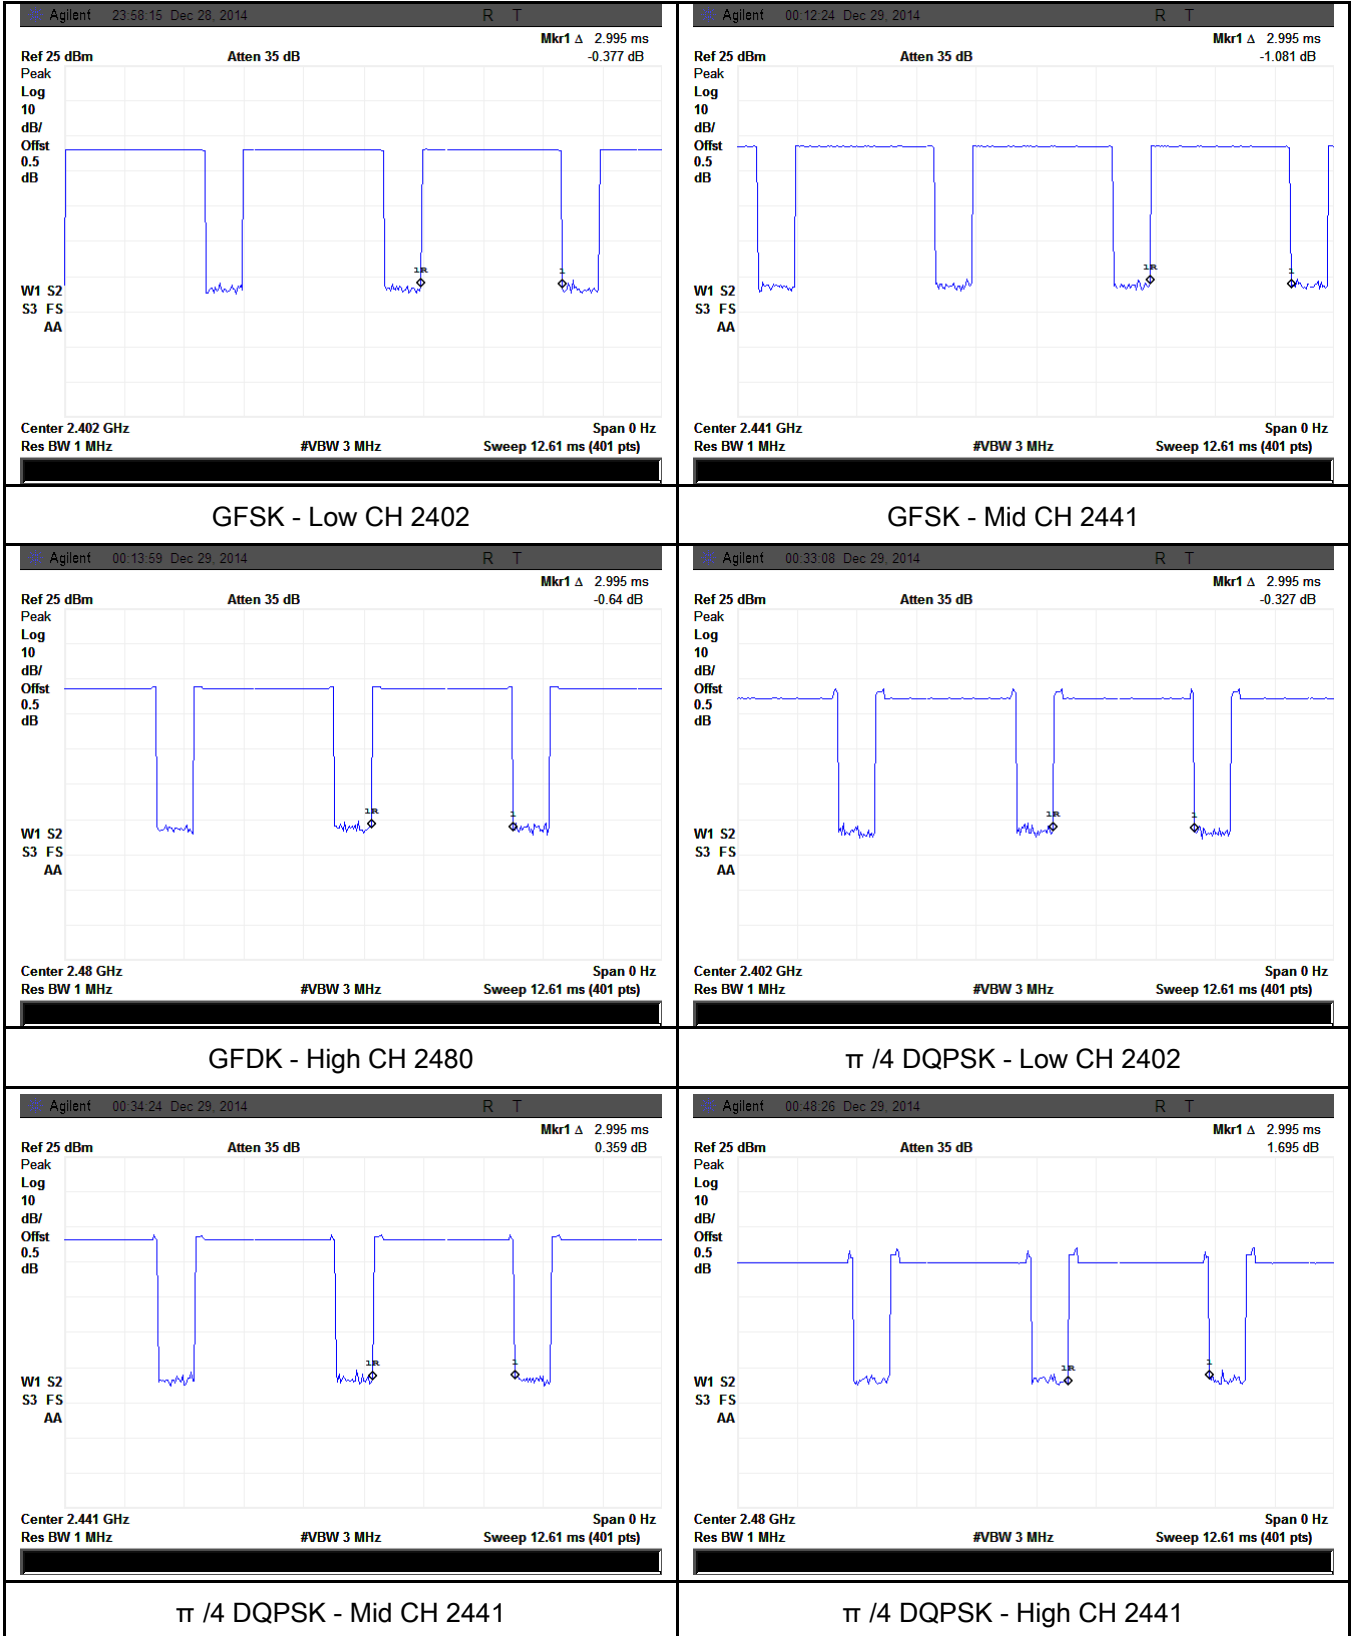 Agilent 23:58:15 Dec 28, 2014 R T
Mkr1 Δ 2.995 ms
Ref 25 dBm Atten 35 dB -0.377 dB
Peak
Log
10
dB/
Offst
0.5
dB
1R 1
W1 S2
S3 FS
AA
Center 2.402 GHz Span 0 Hz
Res BW 1 MHz #VBW 3 MHz Sweep 12.61 ms (401 pts)
GFSK - Low CH 2402
Agilent 00:12:24 Dec 29, 2014 R T
Mkr1 Δ 2.995 ms
Ref 25 dBm Atten 35 dB -1.081 dB
Peak
Log
10
dB/
Offst
0.5
dB
1R 1
W1 S2
S3 FS
AA
Center 2.441 GHz Span 0 Hz
Res BW 1 MHz #VBW 3 MHz Sweep 12.61 ms (401 pts)
GFSK - Mid CH 2441
Agilent 00:13:59 Dec 29, 2014 R T
Mkr1 Δ 2.995 ms
Ref 25 dBm Atten 35 dB -0.64 dB
Peak
Log
10
dB/
Offst
0.5
dB
1R 1
W1 S2
S3 FS
AA
Center 2.48 GHz Span 0 Hz
Res BW 1 MHz #VBW 3 MHz Sweep 12.61 ms (401 pts)
GFDK - High CH 2480
Agilent 00:33:08 Dec 29, 2014 R T
Mkr1 Δ 2.995 ms
Ref 25 dBm Atten 35 dB -0.327 dB
Peak
Log
10
dB/
Offst
0.5
dB
1R 1
W1 S2
S3 FS
AA
Center 2.402 GHz Span 0 Hz
Res BW 1 MHz #VBW 3 MHz Sweep 12.61 ms (401 pts)
π /4 DQPSK - Low CH 2402
Agilent 00:34:24 Dec 29, 2014 R T
Mkr1 Δ 2.995 ms
Ref 25 dBm Atten 35 dB 0.359 dB
Peak
Log
10
dB/
Offst
0.5
dB
1R 1
W1 S2
S3 FS
AA
Center 2.441 GHz Span 0 Hz
Res BW 1 MHz #VBW 3 MHz Sweep 12.61 ms (401 pts)
π /4 DQPSK - Mid CH 2441
Agilent 00:48:26 Dec 29, 2014 R T
Mkr1 Δ 2.995 ms
Ref 25 dBm Atten 35 dB 1.695 dB
Peak
Log
10
dB/
Offst
0.5
dB
1R 1
W1 S2
S3 FS
AA
Center 2.48 GHz Span 0 Hz
Res BW 1 MHz #VBW 3 MHz Sweep 12.61 ms (401 pts)
π /4 DQPSK - High CH 2441